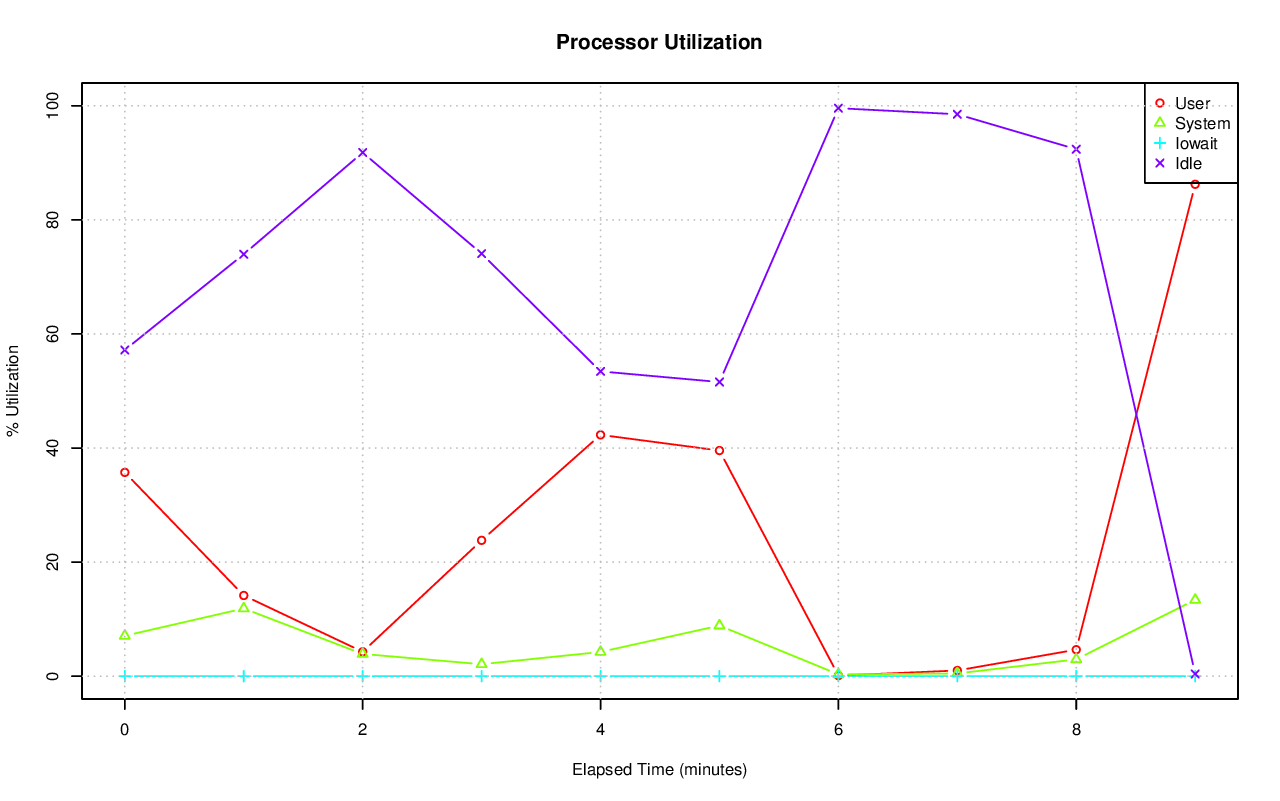 Processor Utilization
% Utilization
100
80
60
40
20
0
User
System
Iowait
Idle
0 2 4 6 8
Elapsed Time (minutes)